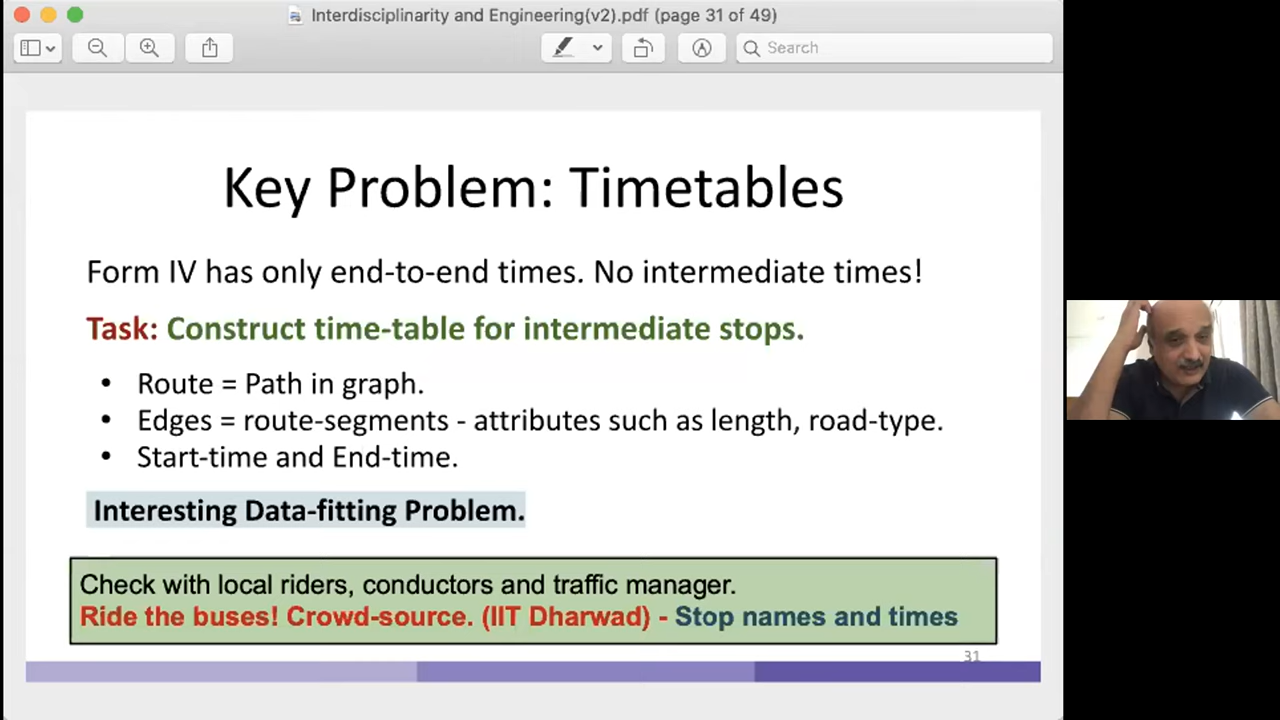 Interdisciplinarity and Engineering(v2).pdf (page 31 of 49)
Search
Key Problem: Timetables
Form IV has only end-to-end times. No intermediate times!
Task: Construct time-table for intermediate stops.
• Route = Path in graph.
• Edges = route-segments - attributes such as length, road-type.
• Start-time and End-time.
Interesting Data-fitting Problem.
Check with local riders, conductors and traffic manager.
Ride the buses! Crowd-source. (IIT Dharwad) - Stop names and times
31